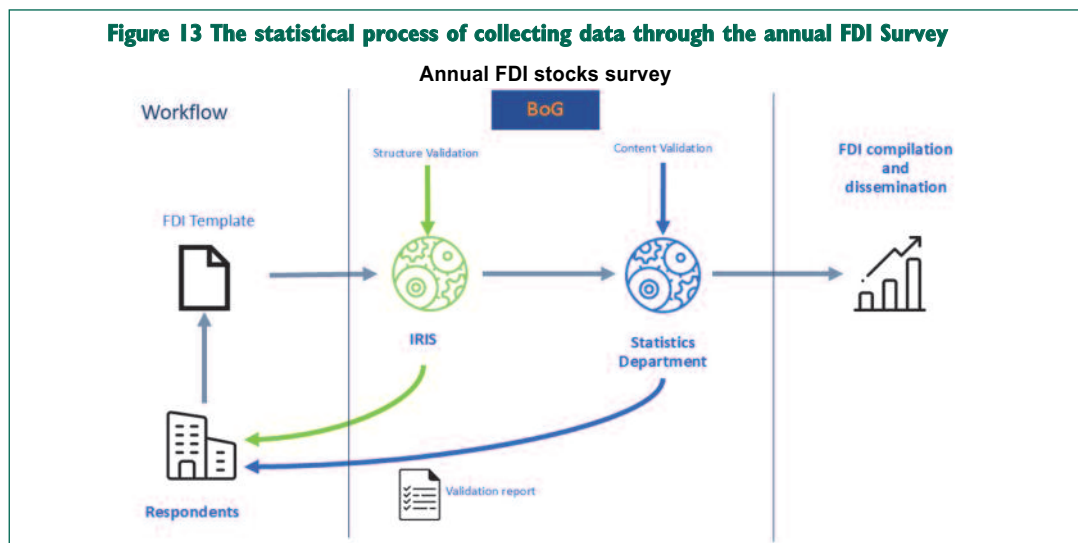 Figure 13 The statistical process of collecting data through the annual FDI Survey
Annual FDI stocks survey
Workflow
BoG
Structure Validation
Content Validation
FDI compilation
and
dissemination
FDI Template
IRIS
Statistics
Department
Validation report
Respondents